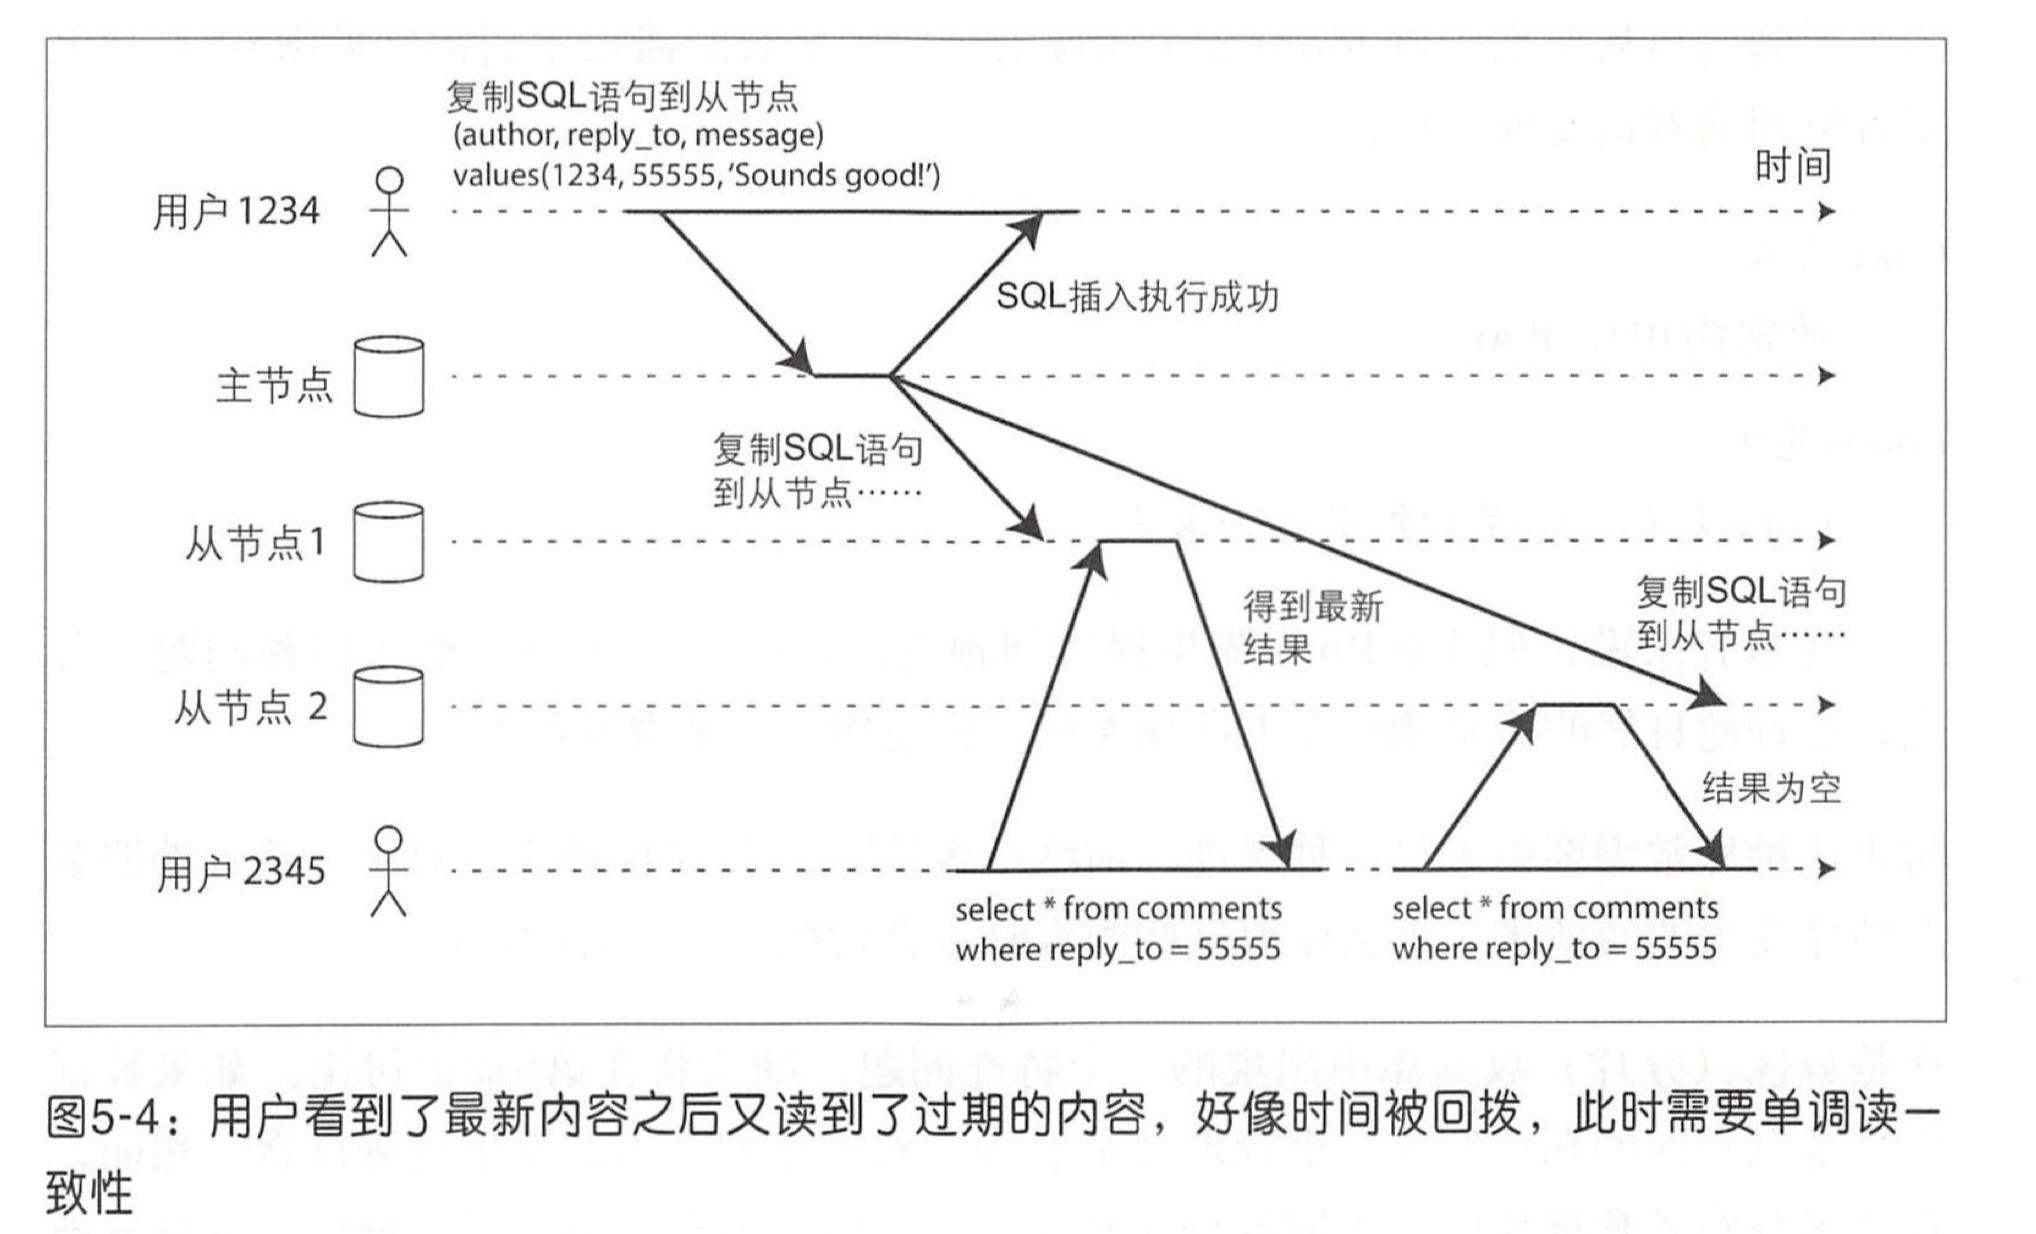 复制SQL语句到从节点
(author, reply_to, message)
values(1234, 55555, ‘Sounds good!’)
时间
用户 1234
SQL插入执行成功
主节点
复制SQL语句
到从节点……
从节点1
得到最新
结果
复制SQL语句
到从节点……
从节点 2
结果为空
用户 2345
select * from comments
where reply_to = 55555
select * from comments
where reply_to = 55555
图5-4：用户看到了最新内容之后又读到了过期的内容，好像时间被回拨，此时需要单调读一
致性